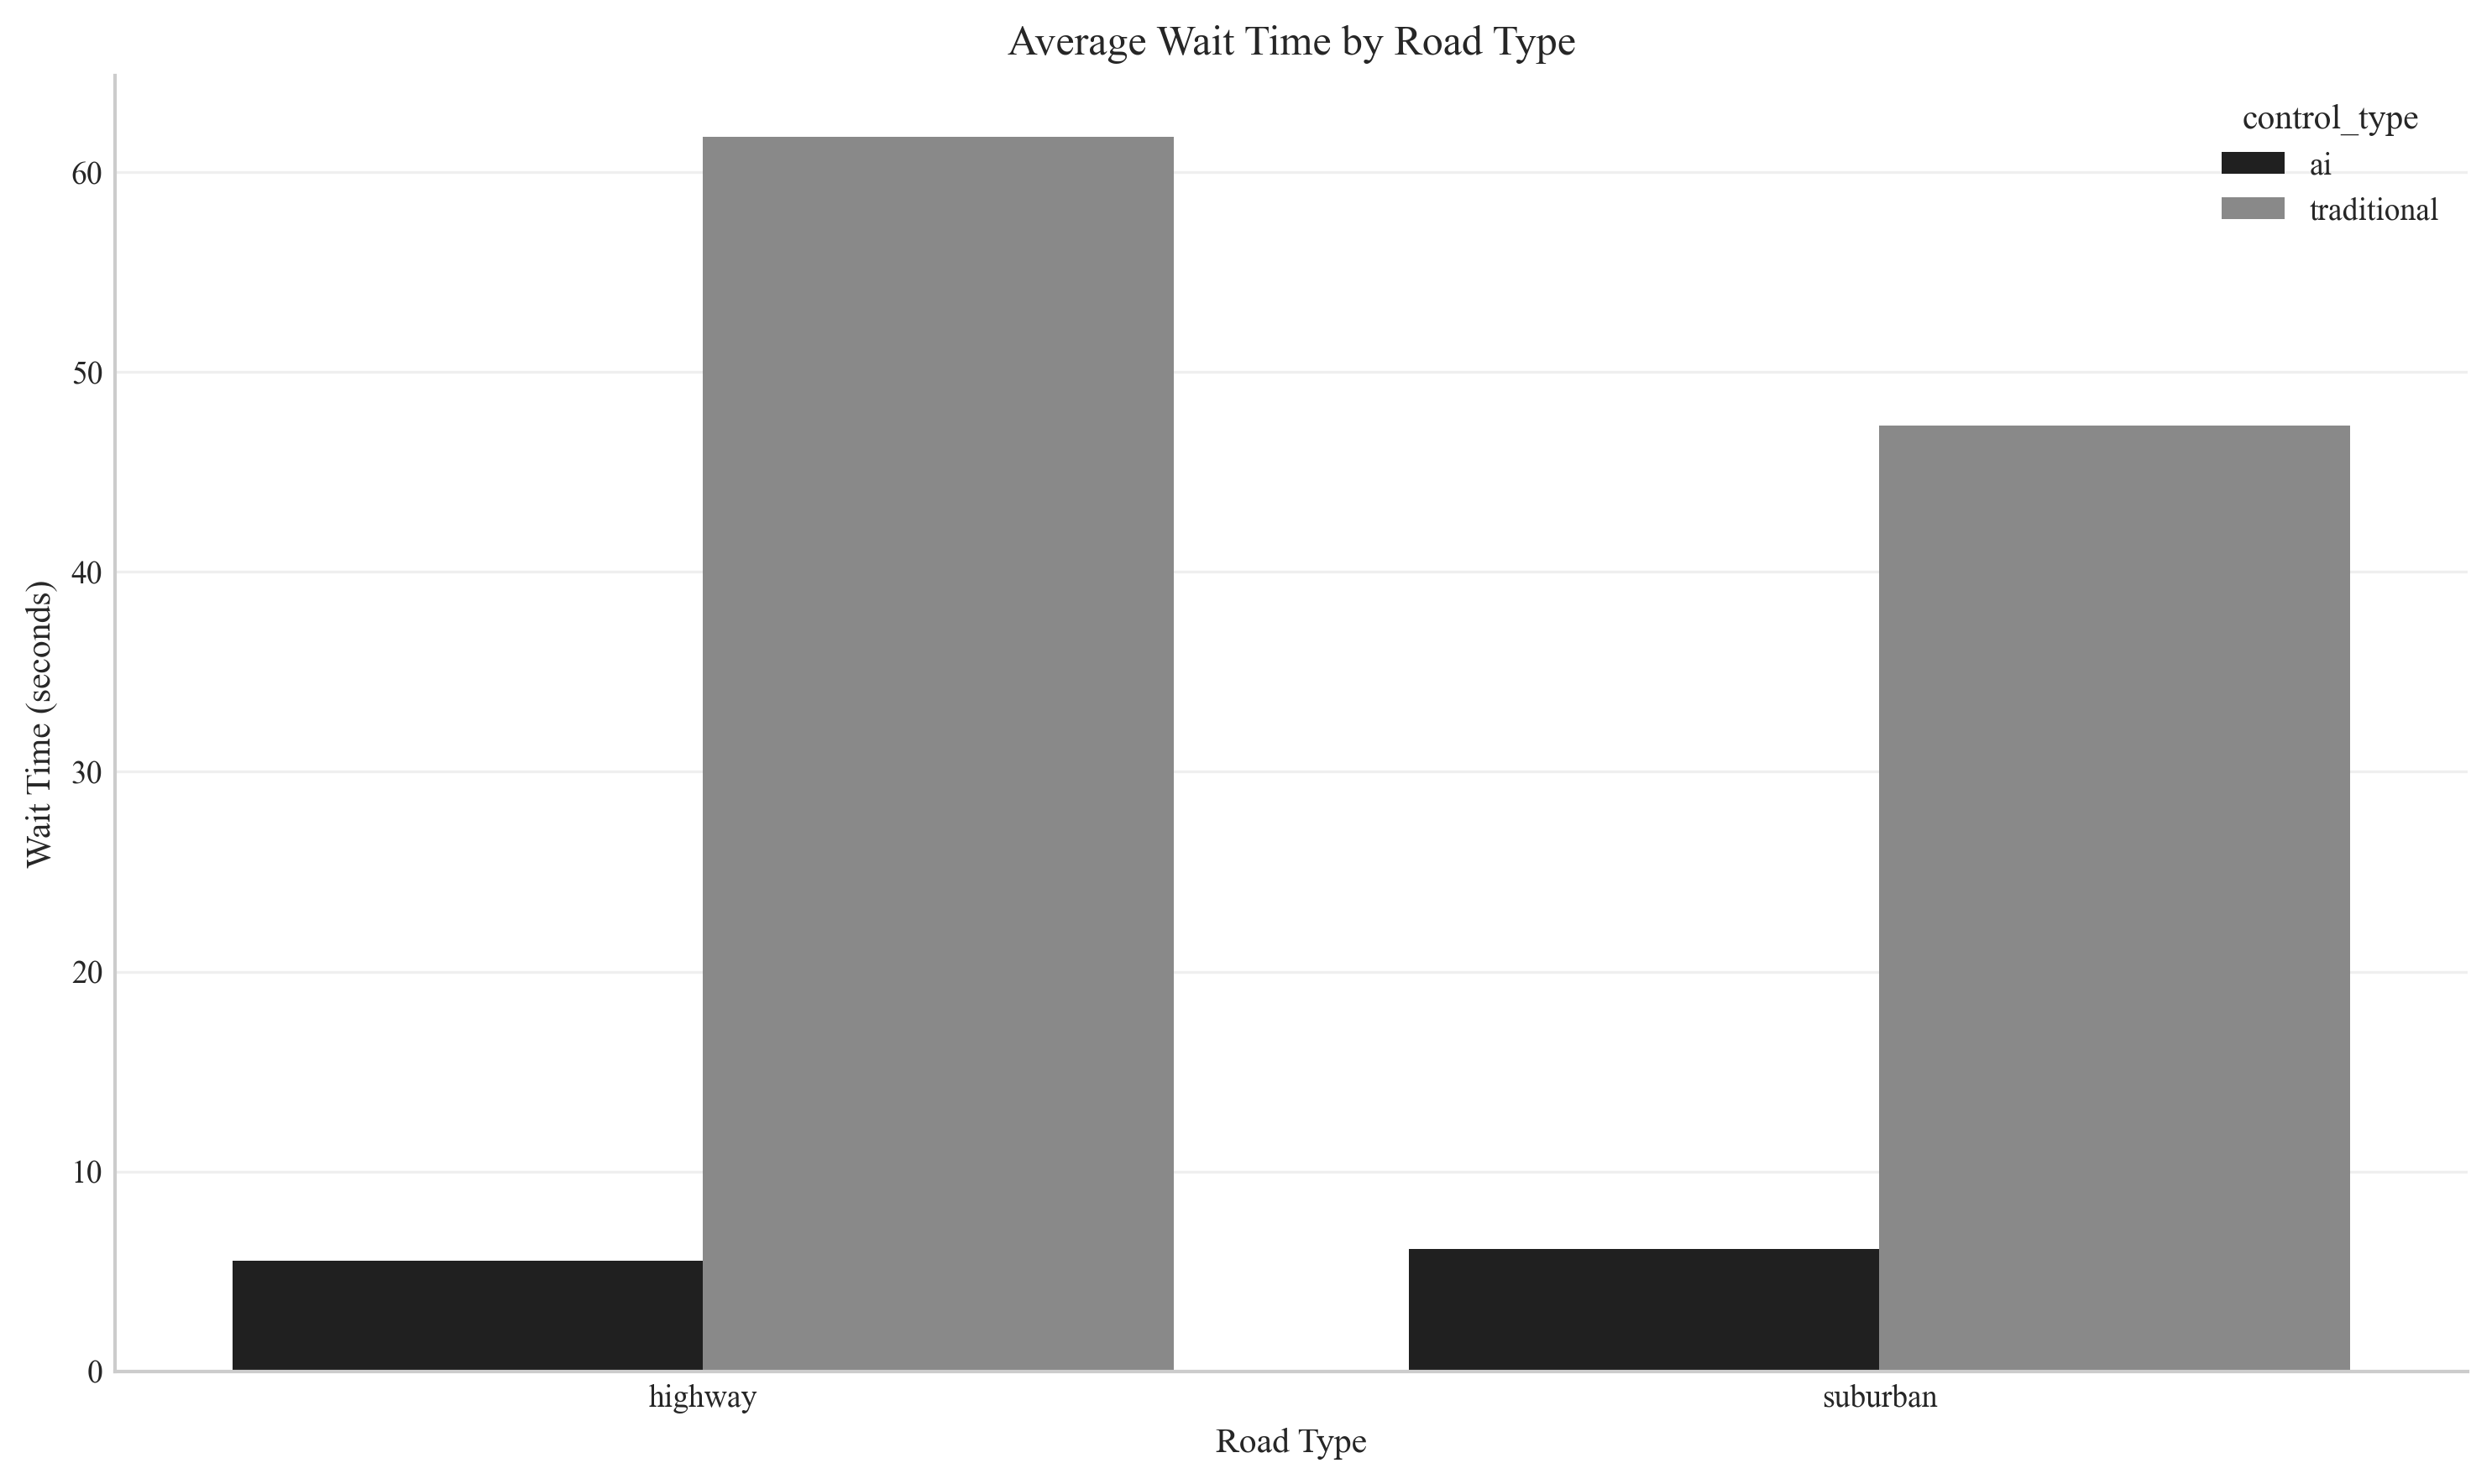 Average Wait Time by Road Type
control_type
ai
traditional
60
50
40
30
20
10
0
Wait Time (seconds)
highway
suburban
Road Type